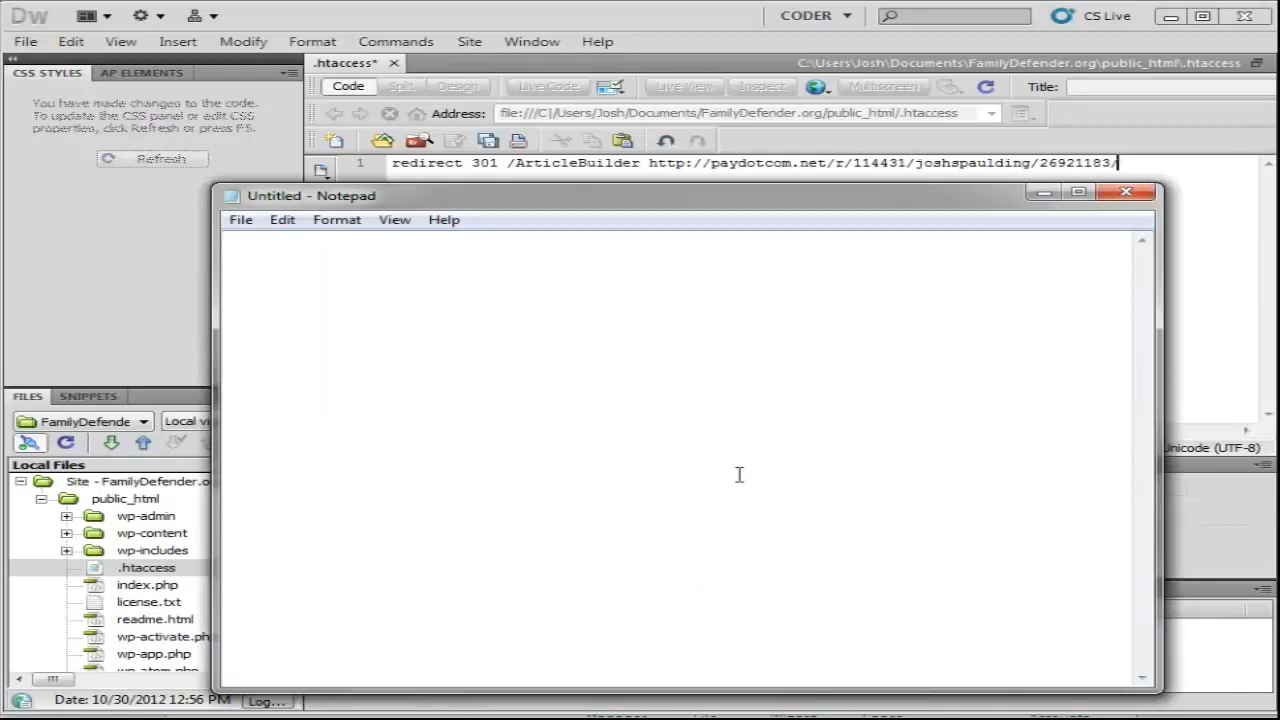 Dw
CODER
CS Live
File Edit View Insert Modify Format Commands Site Window Help
CSS STYLES AP ELEMENTS
.htaccess*
C:\Users\Josh\Documents\FamilyDefender.org\public_html\.htaccess
You have made changes to the code.
To update the CSS panel or edit CSS
properties, click Refresh or press F5.
Refresh
Code Split Design Live Code Live View Inspect Multiscreen Title:
Address: file:///C|/Users/Josh/Documents/FamilyDefender.org/public_html/.htaccess
1 redirect 301 /ArticleBuilder http://paydotcom.net/r/114431/joshspaulding/26921183/
Untitled - Notepad
File Edit Format View Help
FILES SNIPPETS
FamilyDefende Local vi
Unicode (UTF-8)
Local Files
Site - FamilyDefender.o
public_html
wp-admin
wp-content
wp-includes
.htaccess
index.php
license.txt
readme.html
wp-activate.ph
wp-app.php
wp-atom.php
Date: 10/30/2012 12:56 PM Log...